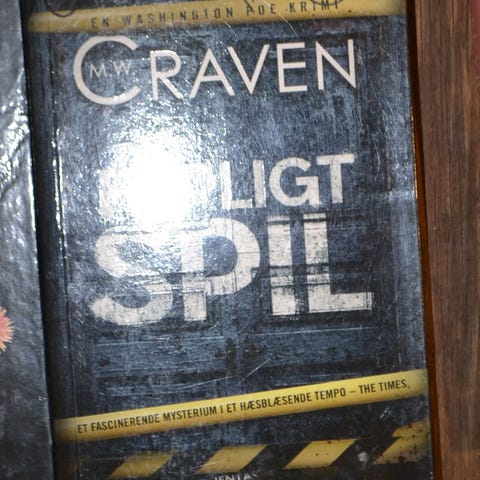 EN WASHINGTON POE KRIMI
M.W.
CRAVEN
SPIL
ET FASCINERENDE MYSTERIUM I ET HÆSBLÆSENDE TEMPO – THE TIMES,